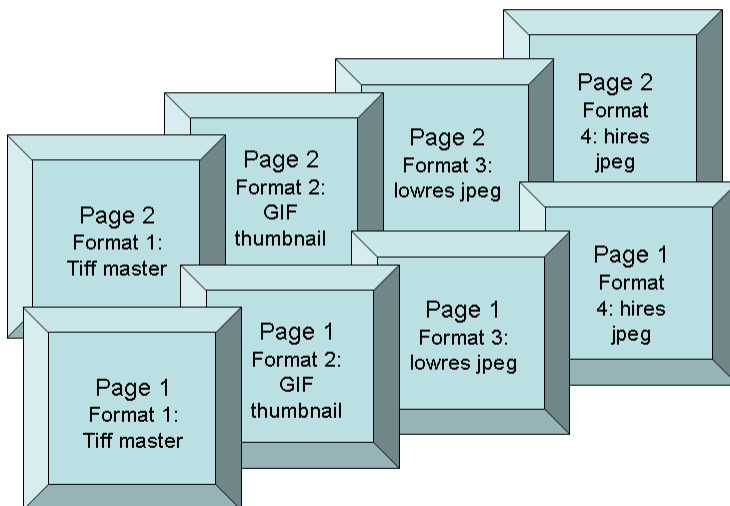 Page 2
Format
4: hires
jpeg
Page 2
Format 3:
lowres jpeg
Page 2
Format 2:
GIF
thumbnail
Page 2
Format 1:
Tiff master
Page 1
Format
4: hires
jpeg
Page 1
Format 3:
lowres jpeg
Page 1
Format 2:
GIF
thumbnail
Page 1
Format 1:
Tiff master